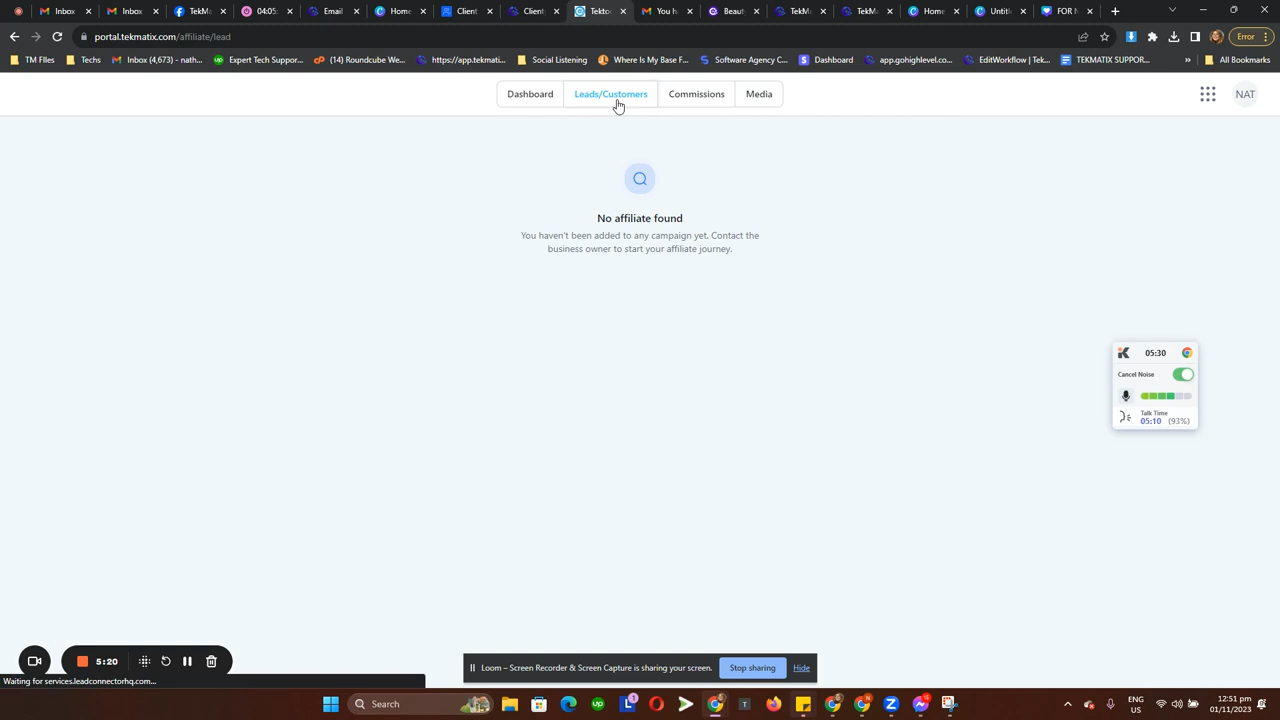 Inbox
Inbox
TekMa
04:05:
Email
Home
Client
Client
Tekto
You h
Beaut
TekMa
TekMa
Home
Untitl
FOR N
portal.tekmatix.com/affiliate/lead
Error
TM Files
Techs
Inbox (4,673) - nath...
Expert Tech Suppor...
(14) Roundcube We...
https://app.tekmati...
Social Listening
Where Is My Base F...
Software Agency C...
Dashboard
app.gohighlevel.co...
EditWorkflow | Tek...
TEKMATIX SUPPOR...
»
All Bookmarks
Dashboard
Leads/Customers
Commissions
Media
NAT
No affiliate found
You haven't been added to any campaign yet. Contact the
business owner to start your affiliate journey.
05:30
Cancel Noise
Talk Time
05:10 (93%)
5:20
Loom – Screen Recorder & Screen Capture is sharing your screen.
Stop sharing
Hide
Waiting for services.leadconnectorhq.com...
Search
ENG
US
12:51 pm
01/11/2023